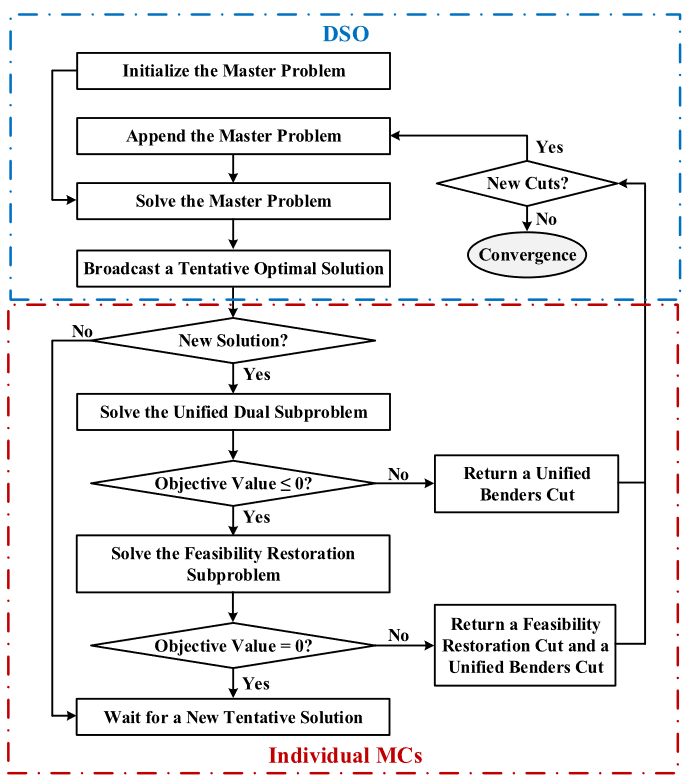 DSO
Initialize the Master Problem
Append the Master Problem
Yes
New Cuts?
Solve the Master Problem
No
Convergence
Broadcast a Tentative Optimal Solution
No
New Solution?
Yes
Solve the Unified Dual Subproblem
Objective Value ≤ 0?
No
Return a Unified
Benders Cut
Yes
Solve the Feasibility Restoration
Subproblem
Objective Value = 0?
No
Return a Feasibility
Restoration Cut and a
Unified Benders Cut
Yes
Wait for a New Tentative Solution
Individual MCs